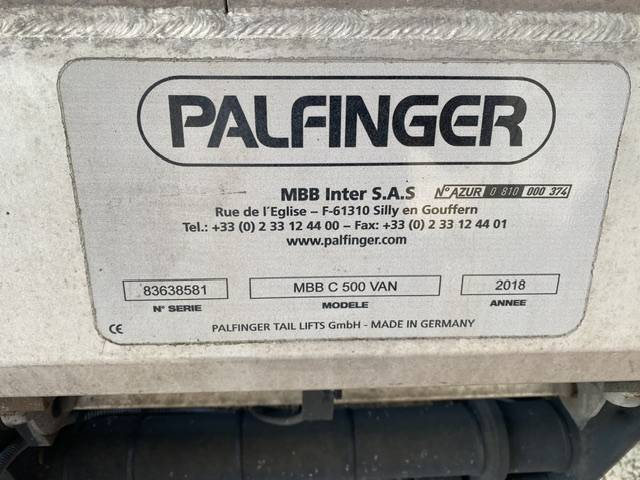 PALFINGER
MBB Inter S.A.S N° AZUR 0 810 000 374
Rue de l'Eglise – F-61310 Silly en Gouffern
Tel.: +33 (0) 2 33 12 44 00 – Fax: +33 (0) 2 33 12 44 01
www.palfinger.com
83638581 MBB C 500 VAN 2018
N° SERIE MODELE ANNEE
CE PALFINGER TAIL LIFTS GmbH - MADE IN GERMANY